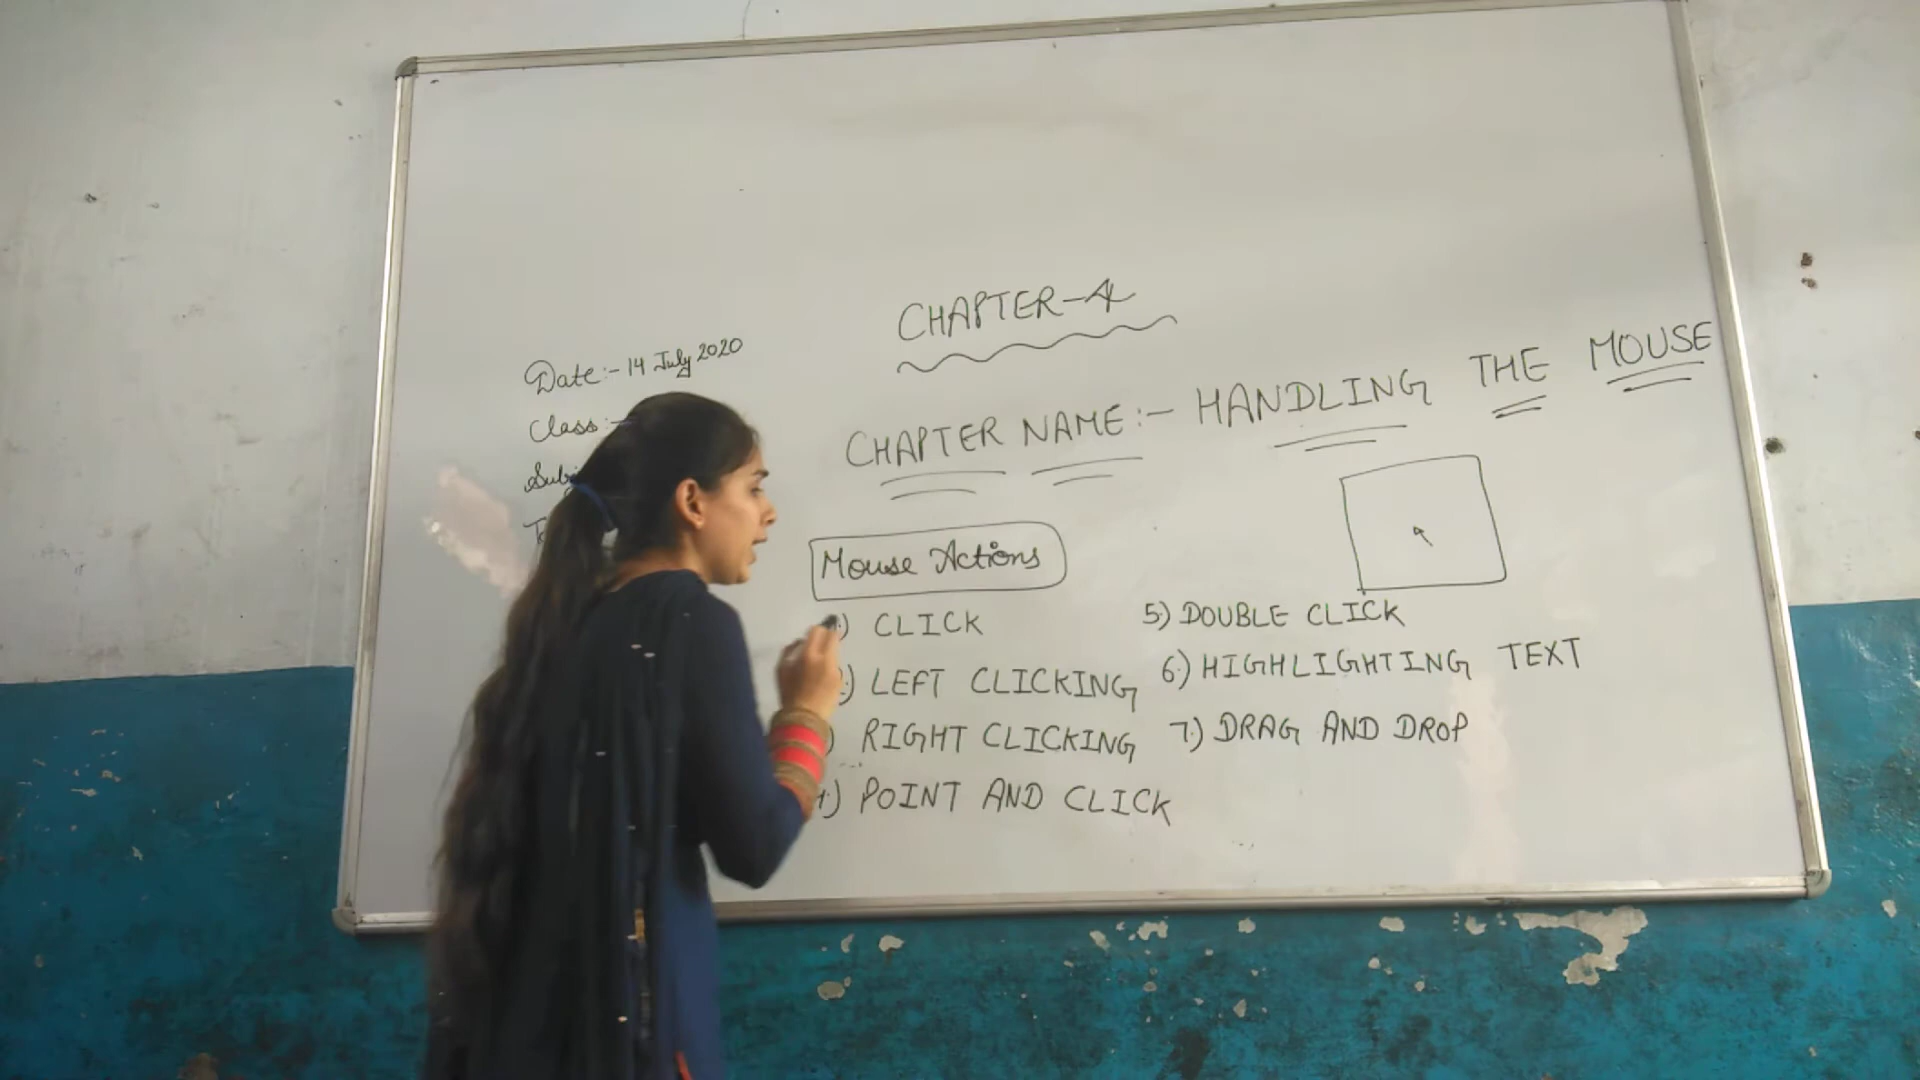 CHAPTER-4
Date:- 14 July 2020
Class:-
CHAPTER NAME:- HANDLING THE MOUSE
Mouse Actions
CLICK
LEFT CLICKING
RIGHT CLICKING
4.) POINT AND CLICK
5.) DOUBLE CLICK
6.) HIGHLIGHTING TEXT
7.) DRAG AND DROP